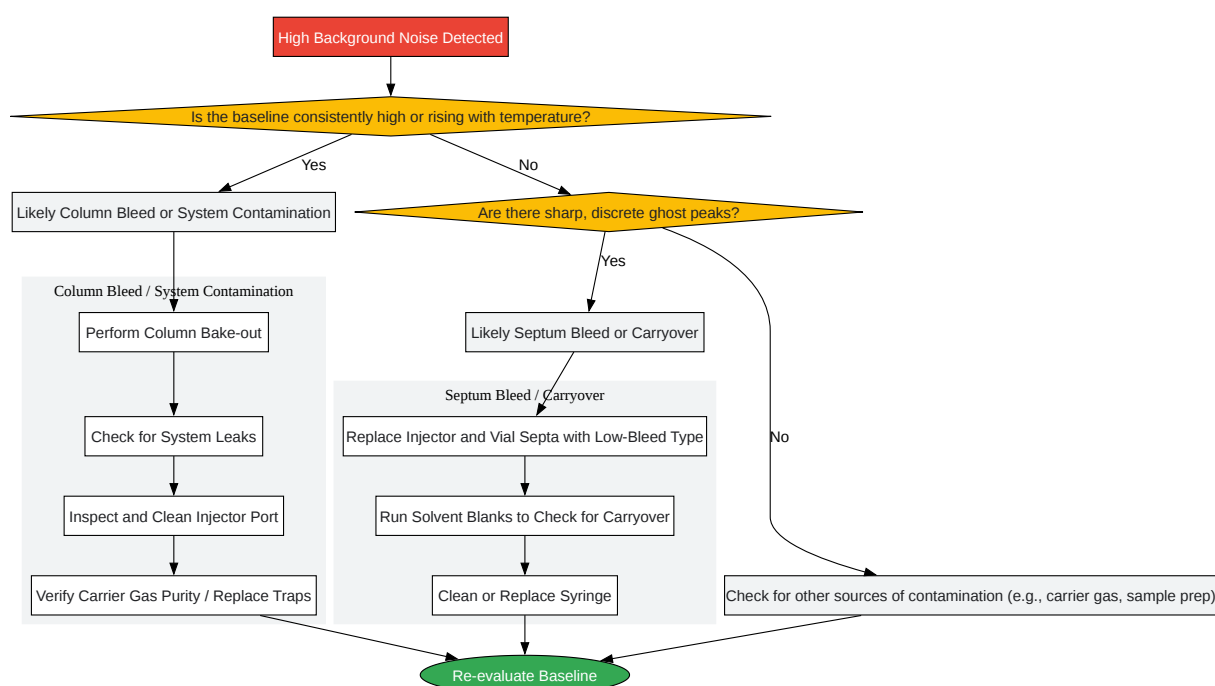 High Background Noise Detected
Is the baseline consistently high or rising with temperature?
Yes
No
Likely Column Bleed or System Contamination
Are there sharp, discrete ghost peaks?
Yes
Column Bleed / System Contamination
Perform Column Bake-out
Likely Septum Bleed or Carryover
Septum Bleed / Carryover
Check for System Leaks
Replace Injector and Vial Septa with Low-Bleed Type
No
Inspect and Clean Injector Port
Run Solvent Blanks to Check for Carryover
Verify Carrier Gas Purity / Replace Traps
Clean or Replace Syringe
Check for other sources of contamination (e.g., carrier gas, sample prep)
Re-evaluate Baseline